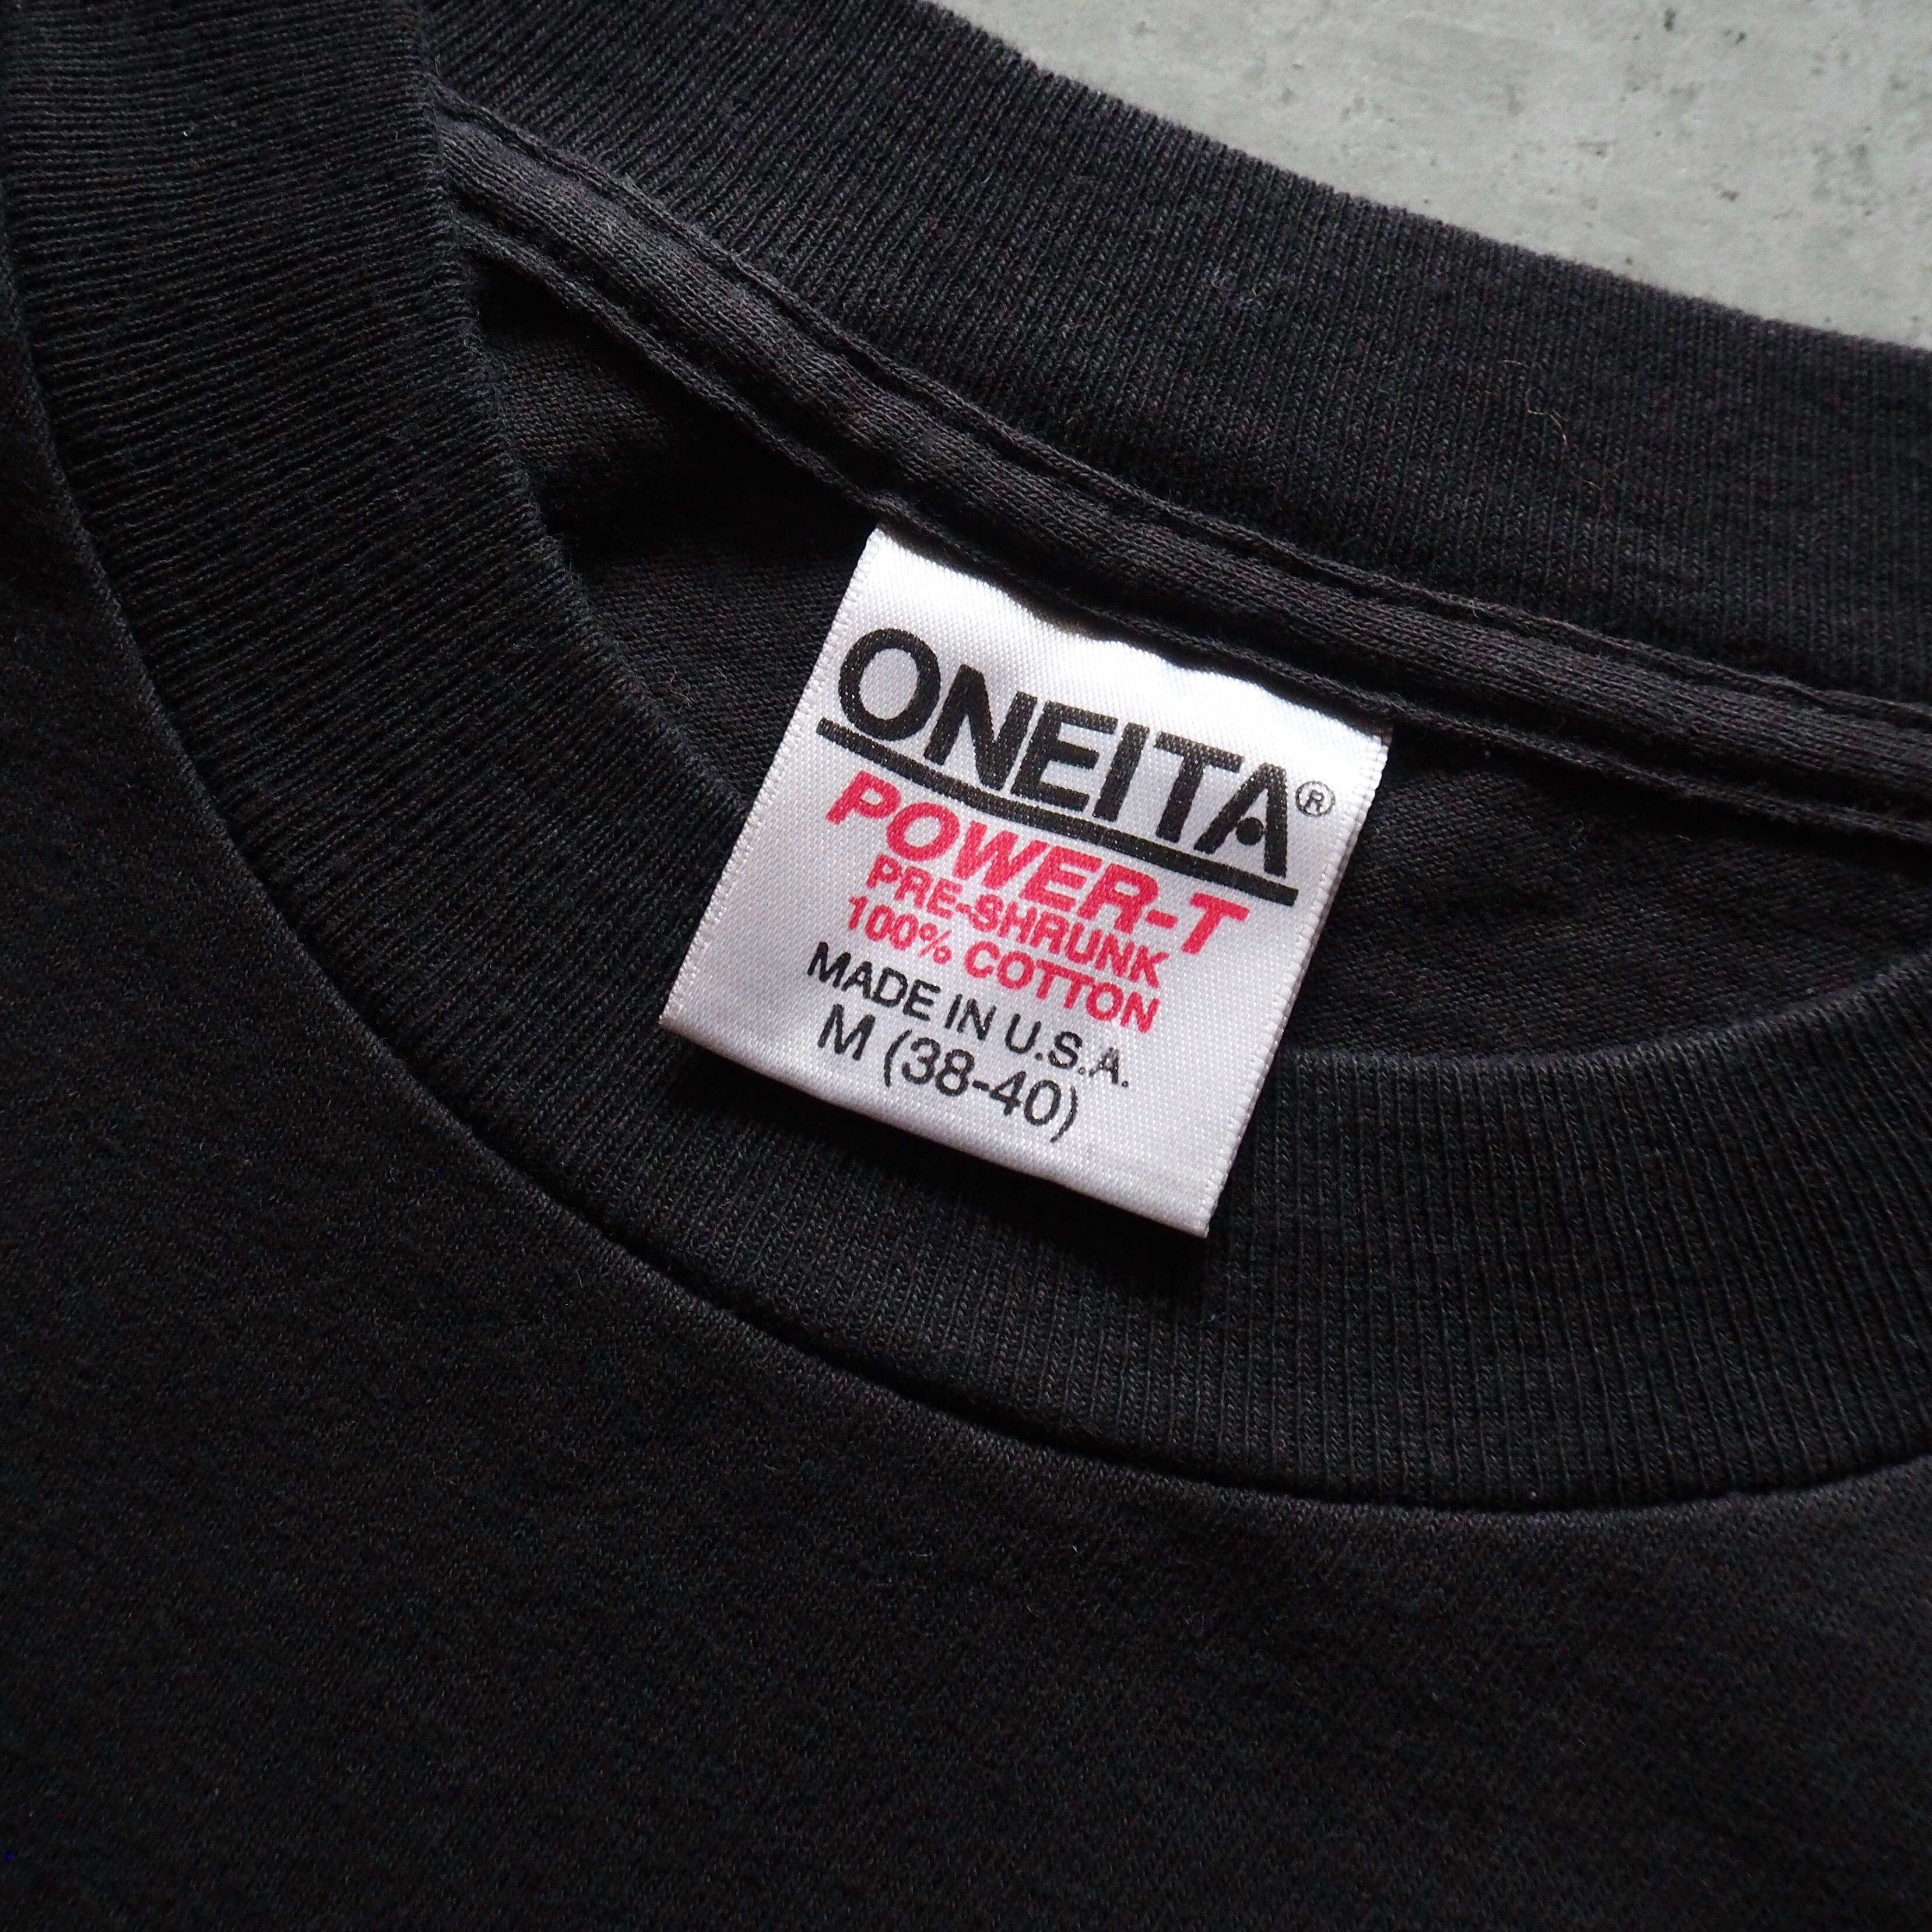 ONEITA®
POWER-T
PRE-SHRUNK
100% COTTON
MADE IN U.S.A.
M (38-40)